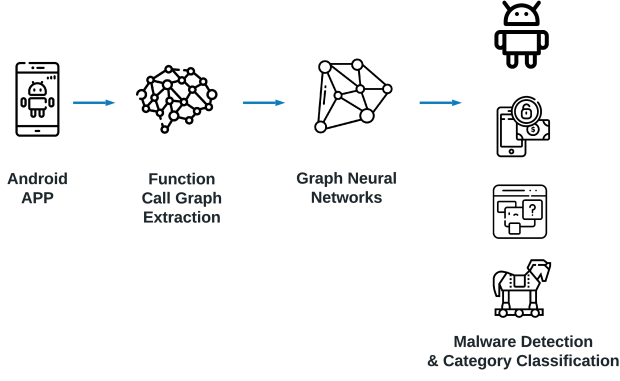 Android
APP
Function
Call Graph
Extraction
Graph Neural
Networks
$
?
Malware Detection
& Category Classification